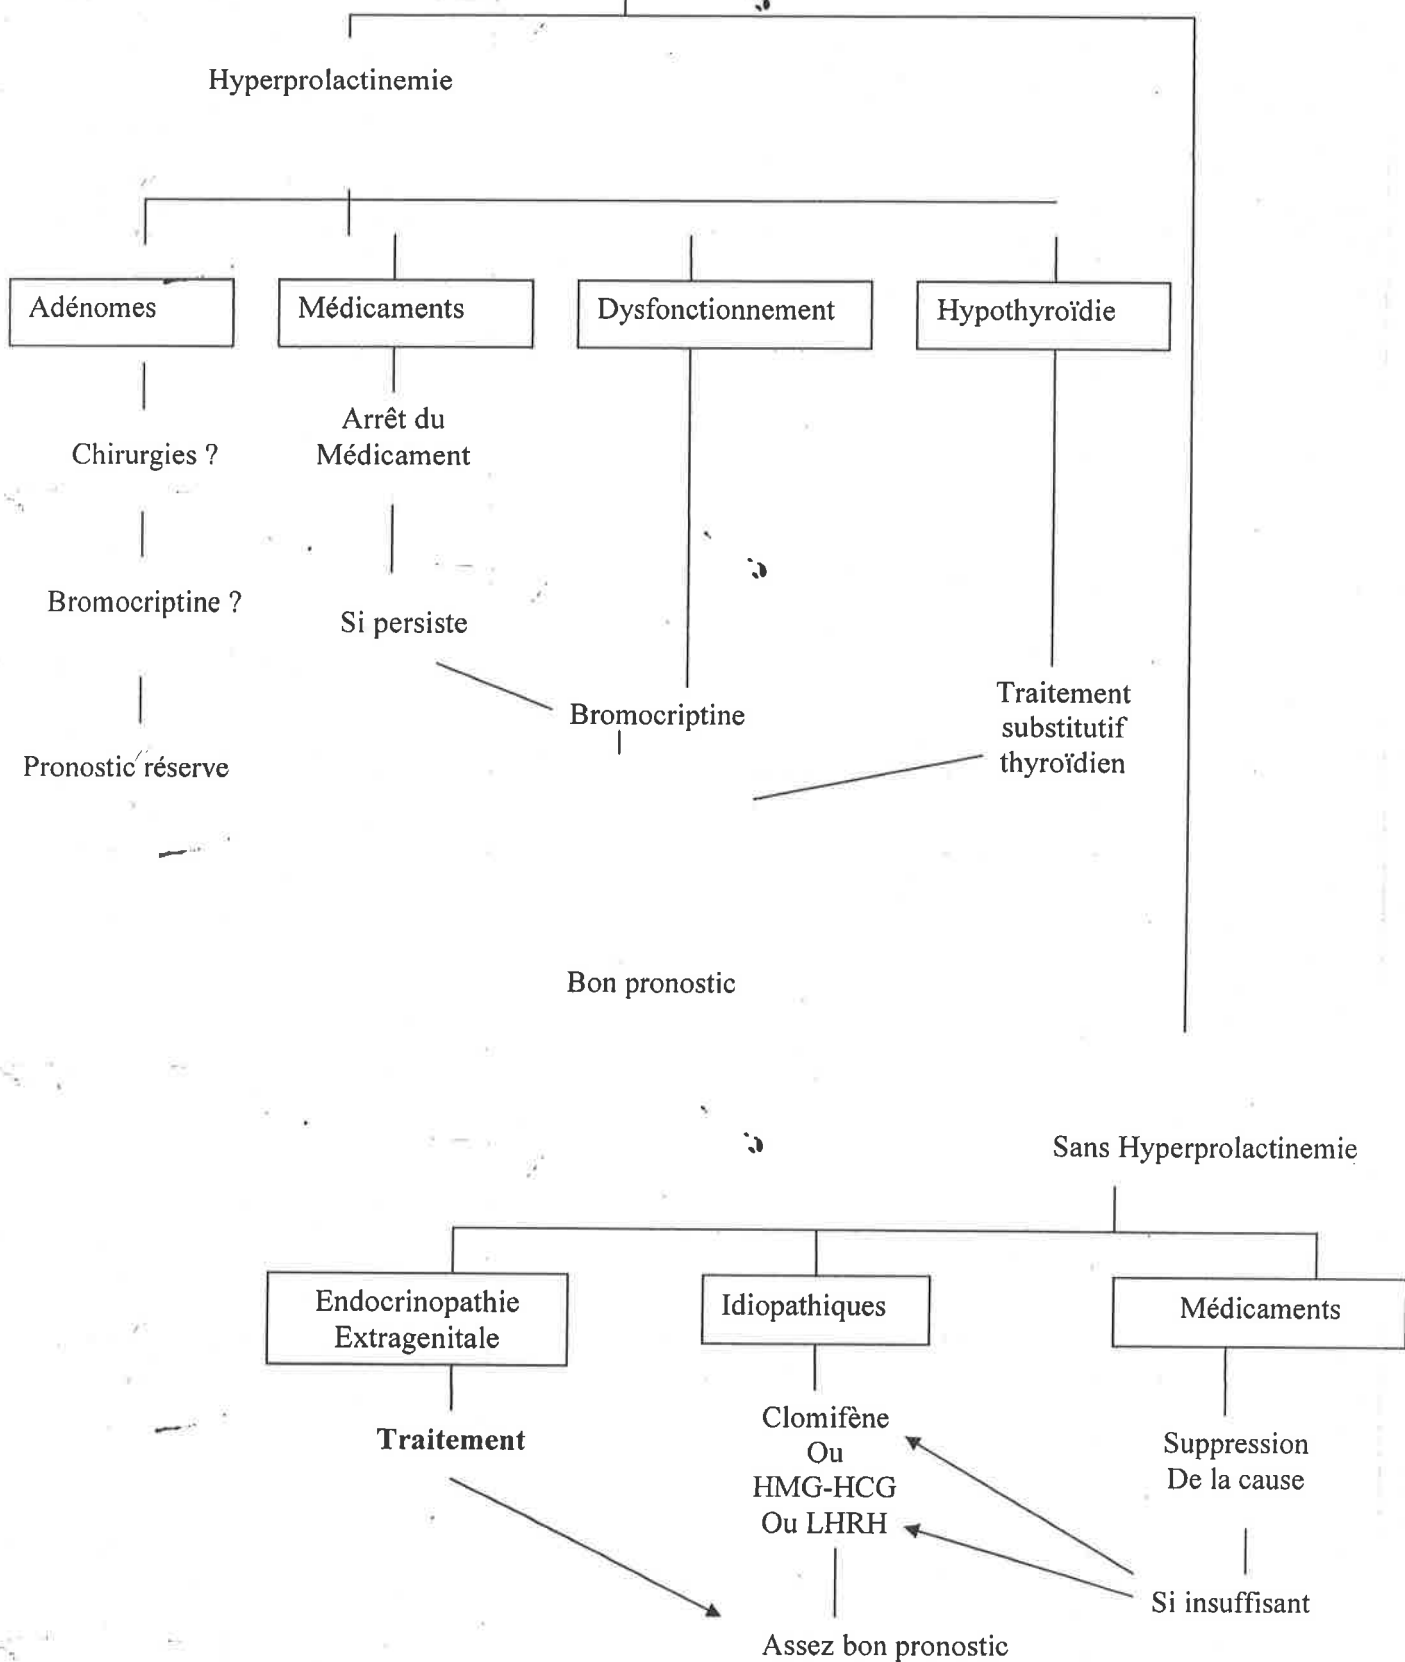 Hyperprolactinemie
Adénomes
Médicaments
Dysfonctionnement
Hypothyroïdie
Chirurgies ?
Arrêt du
Médicament
Bromocriptine ?
Si persiste
Bromocriptine
Traitement
substitutif
thyroïdien
Pronostic réserve
Bon pronostic
Sans Hyperprolactinemie
Endocrinopathie
Extragenitale
Idiopathiques
Médicaments
Traitement
Clomifène
Ou
HMG-HCG
Ou LHRH
Suppression
De la cause
Si insuffisant
Assez bon pronostic